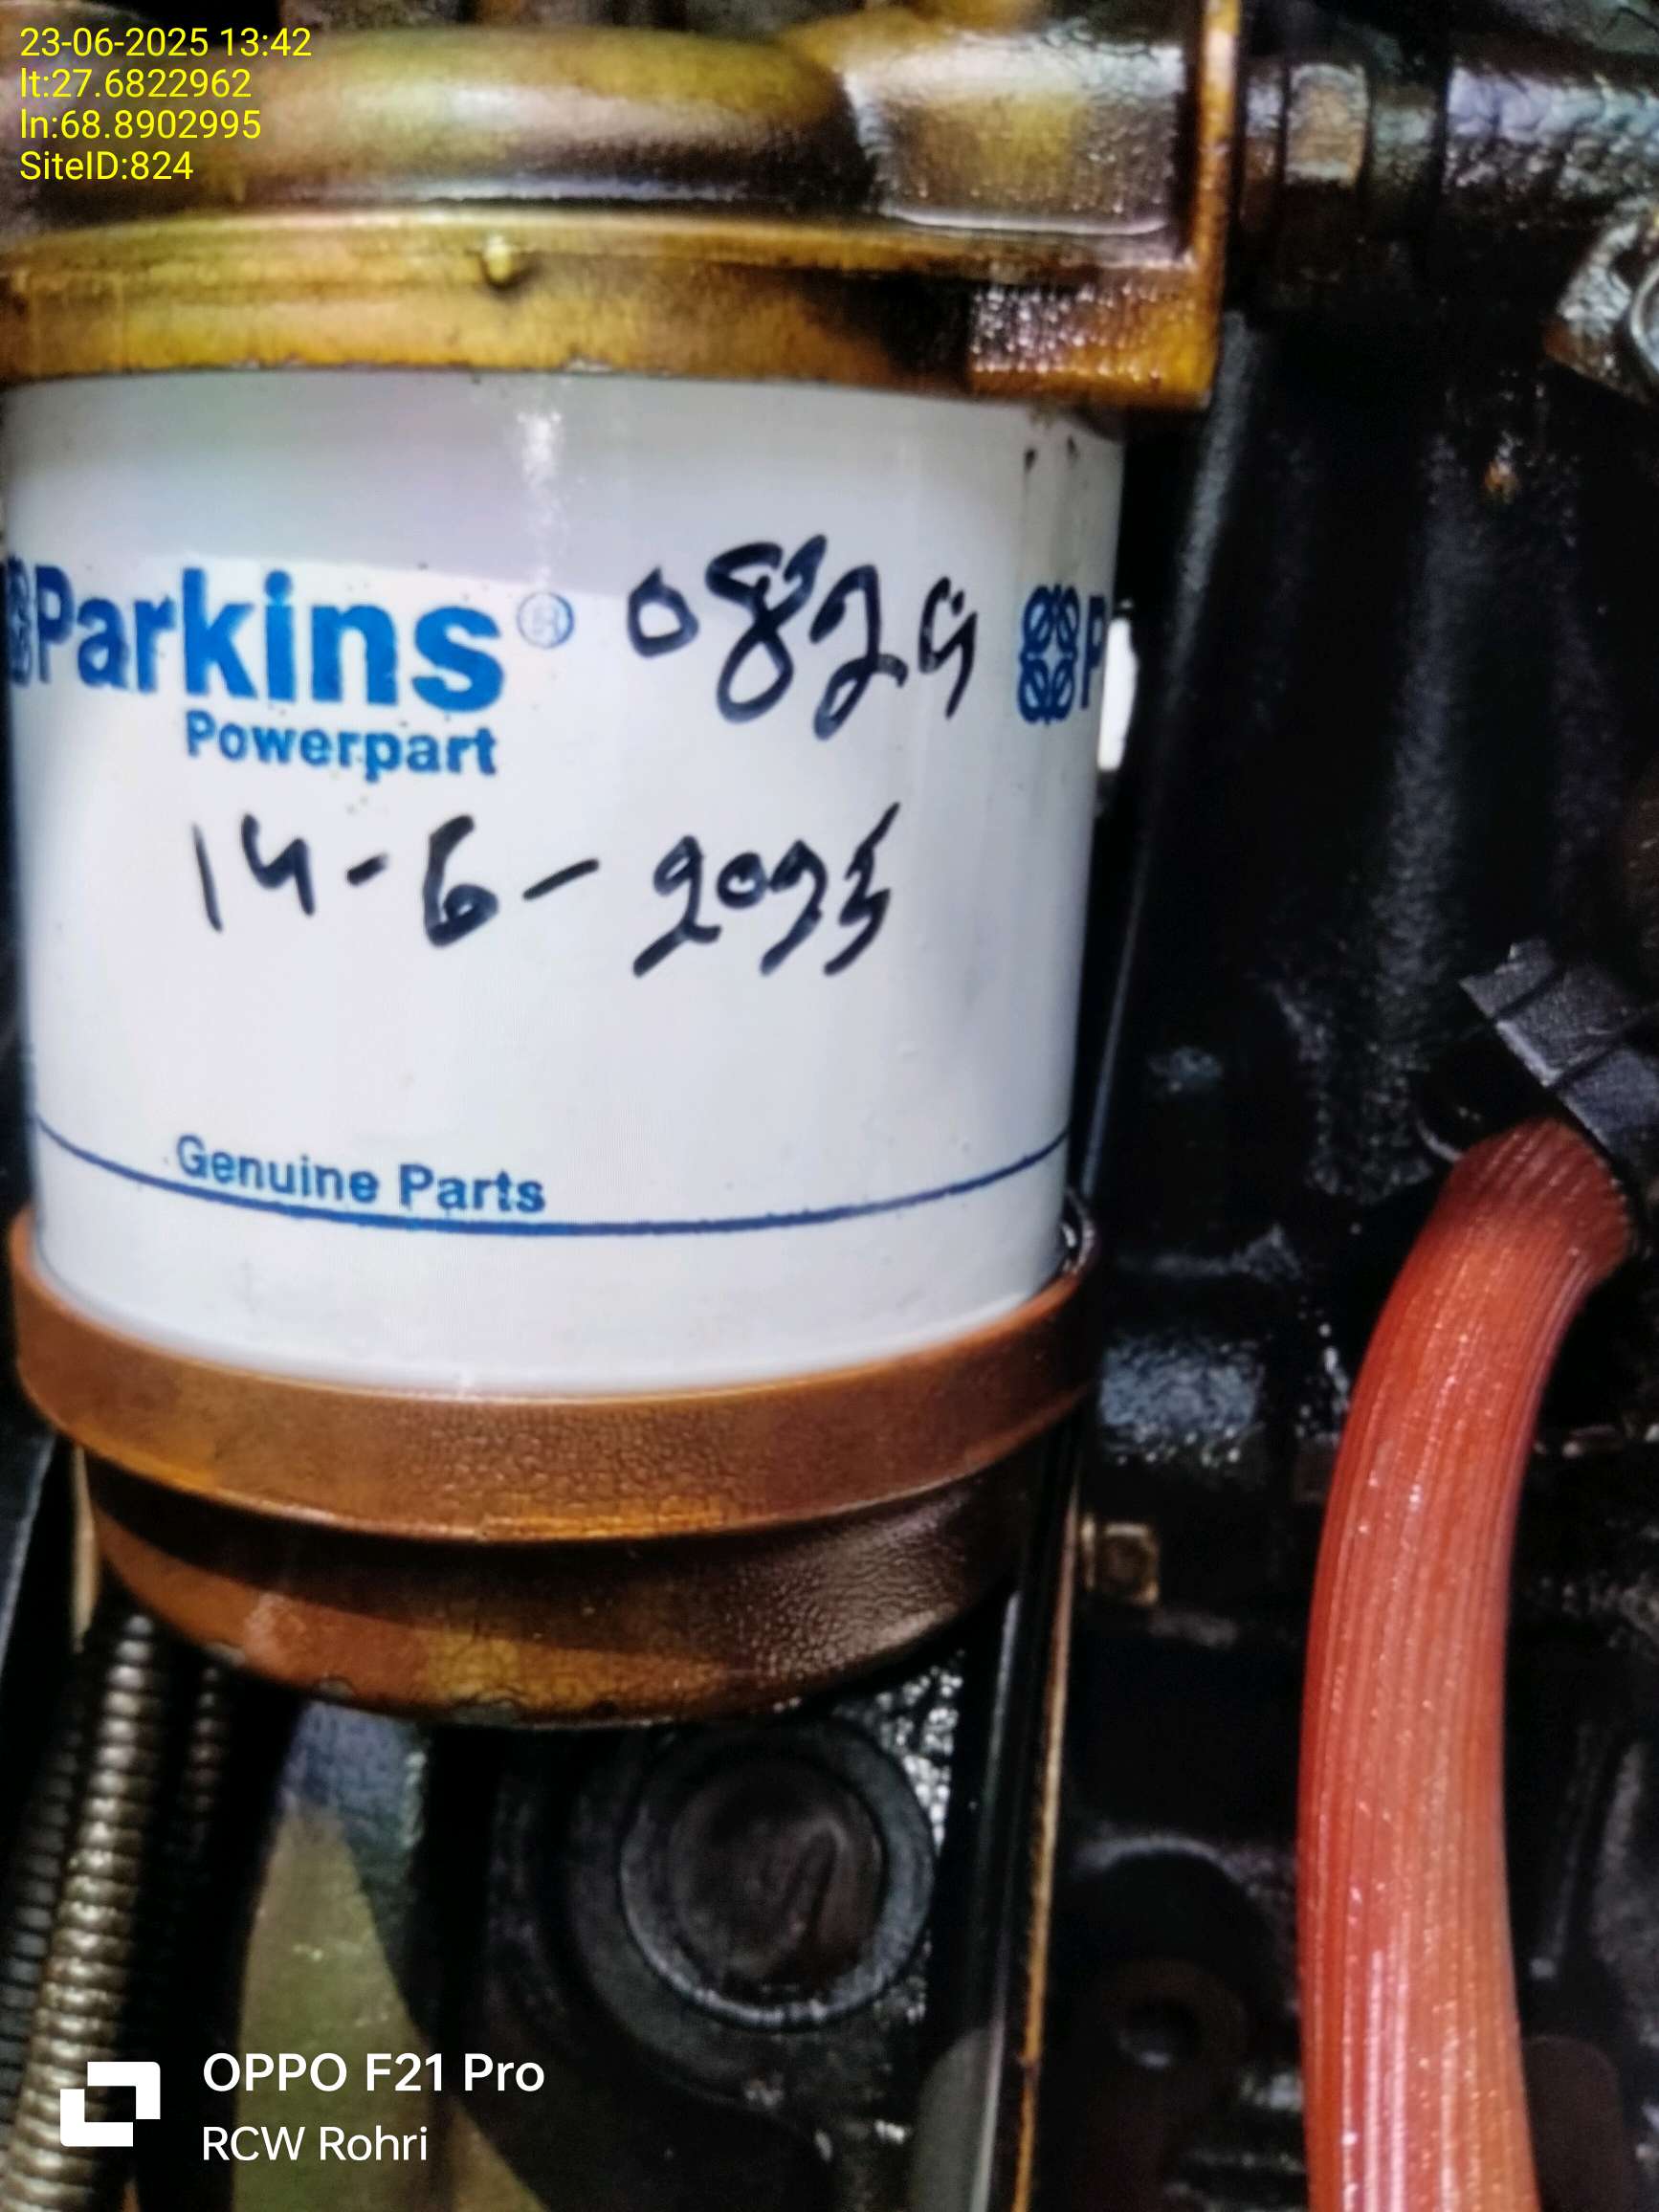 23-06-2025 13:42
lt:27.6822962
ln:68.8902995
SiteID:824
Parkins® 0824 P
Powerpart
14-6-2025
Genuine Parts
OPPO F21 Pro
RCW Rohri